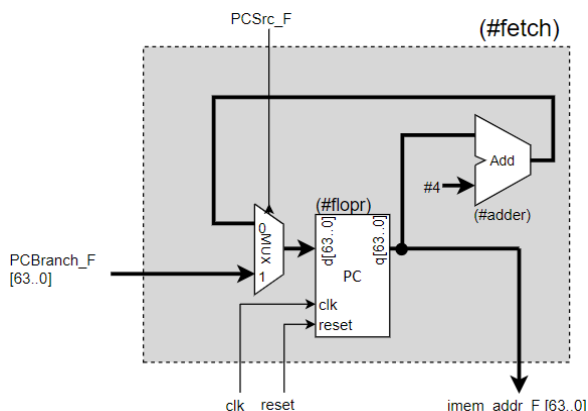 PCSrc_F
(#fetch)
Add
#4
(#adder)
(#flopr)
0
MUX
1
d[63..0]
q[63..0]
PC
clk
reset
PCBranch_F
[63..0]
clk
reset
imem_addr_F [63..0]